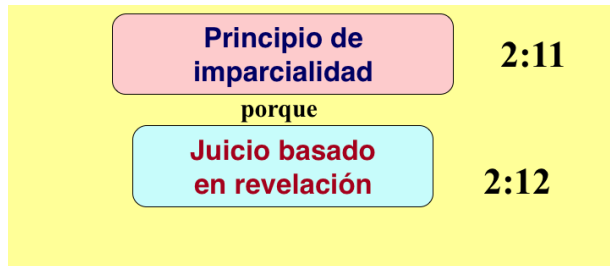 Principio de
imparcialidad
2:11
porque
Juicio basado
en revelación
2:12